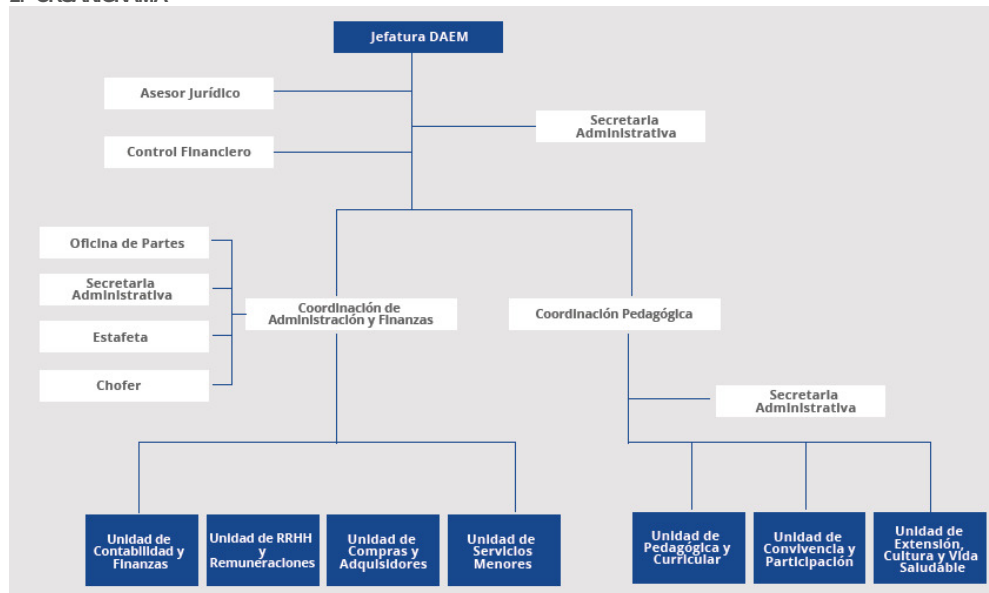 Jefatura DAEM
Asesor Jurídico
Secretaria
Administrativa
Control Financiero
Oficina de Partes
Secretaria
Administrativa
Estafeta
Chofer
Coordinación de
Administración y Finanzas
Coordinación Pedagógica
Secretaria
Administrativa
Unidad de
Contabilidad y
Finanzas
Unidad de RRHH
y
Remuneraciones
Unidad de
Compras y
Adquisidores
Unidad de
Servicios
Menores
Unidad de
Pedagógica y
Curricular
Unidad de
Convivencia y
Participación
Unidad de
Extensión,
Cultura y Vida
Saludable